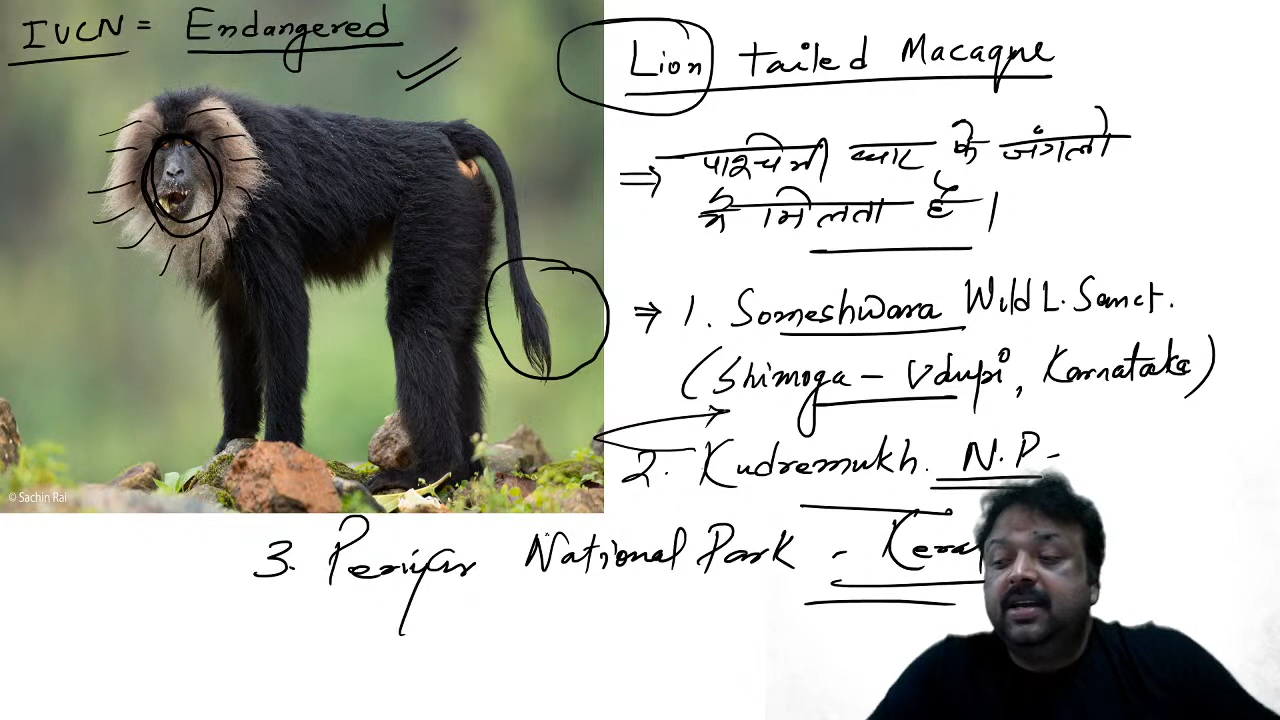 IUCN = Endangered
Lion tailed Macaque
⇒ पश्चिमी घाट के जंगलों
में मिलता है।
⇒ 1. Someshwara Wild L. Sanct.
(Shimoga – Udupi, Karnataka)
2. Kudremukh. N.P -
3. Periyar National Park -
© Sachin Rai